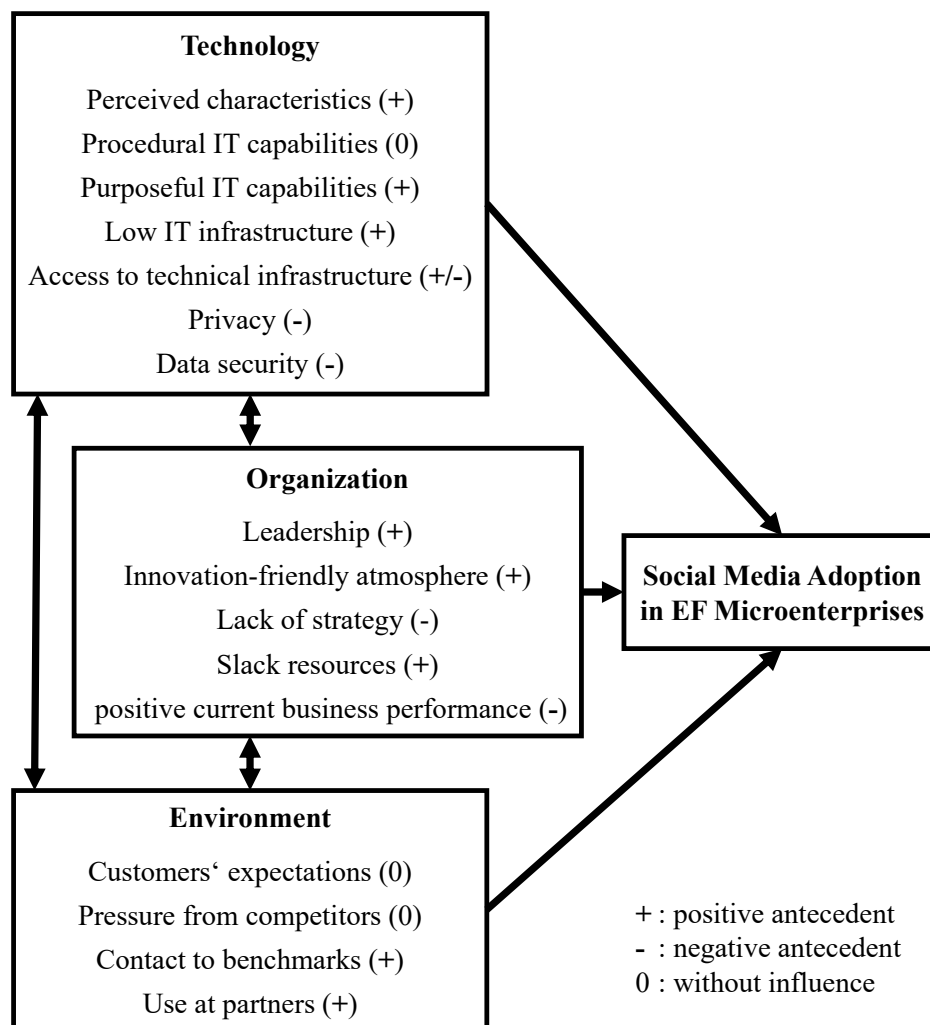 Technology
Perceived characteristics (+)
Procedural IT capabilities (0)
Purposeful IT capabilities (+)
Low IT infrastructure (+)
Access to technical infrastructure (+/-)
Privacy (-)
Data security (-)
Organization
Leadership (+)
Innovation-friendly atmosphere (+)
Lack of strategy (-)
Slack resources (+)
positive current business performance (-)
Social Media Adoption
in EF Microenterprises
Environment
Customers‘ expectations (0)
Pressure from competitors (0)
Contact to benchmarks (+)
Use at partners (+)
+ : positive antecedent
- : negative antecedent
0 : without influence